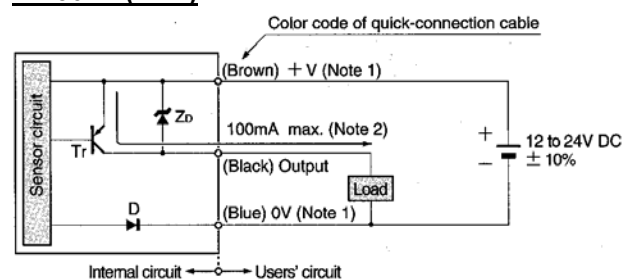 Color code of quick-connection cable
(Brown) +V (Note 1)
Sensor circuit
Tr
ZD
100mA max. (Note 2)
(Black) Output
Load
+
−
12 to 24V DC
± 10%
D
(Blue) 0V (Note 1)
Internal circuit
Users' circuit